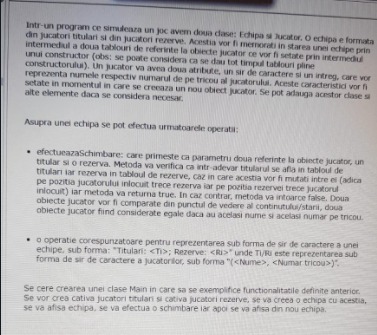 Intr-un program ce simuleaza un joc avem doua clase: Echipa si Jucator. O echipa e formata
din jucatori titulari si din jucatori rezerve. Acestia vor fi memorati in starea unei echipe prin
intermediul a doua tablouri de referinte la obiecte jucator ce vor fi setate prin intermediul
unui constructor (obs: se poate considera ca se dau tot timpul tablouri pline
constructorului). Un jucator va avea doua atribute, un sir de caractere si un intreg, care vor
reprezenta numele respectiv numarul de pe tricou al jucatorului. Aceste caracteristici vor fi
setate in momentul in care se creeaza un nou obiect jucator. Se pot adauga acestor clase si
alte elemente daca se considera necesar.
Asupra unei echipa se pot efectua urmatoarele operatii:
• efectueazaSchimbare: care primeste ca parametru doua referinte la obiecte jucator, un
titular si o rezerva. Metoda va verifica ca intr-adevar titularul se afla in tabloul de
titulari iar rezerva in tabloul de rezerve, caz in care acestia vor fi mutati intre ei (adica
pe pozitia jucatorului inlocuit trece rezerva iar pe pozitia rezervei trece jucatorul
inlocuit) iar metoda va returna true. In caz contrar, metoda va intoarce false. Doua
obiecte jucator vor fi comparate din punctul de vedere al continutului/starii, doua
obiecte jucator fiind considerate egale daca au acelasi nume si acelasi numar pe tricou.
• o operatie corespunzatoare pentru reprezentarea sub forma de sir de caractere a unei
echipe, sub forma: "Titulari: <Ti>; Rezerve: <Ri>" unde Ti/Ri este reprezentarea sub
forma de sir de caractere a jucatorilor, sub forma "(<Nume>, <Numar tricou>)".
Se cere crearea unei clase Main in care sa se exemplifice functionalitatile definite anterior.
Se vor crea cativa jucatori titulari si cativa jucatori rezerve, se va creea o echipa cu acestia,
se va afisa echipa, se va efectua o schimbare iar apoi se va afisa din nou echipa.